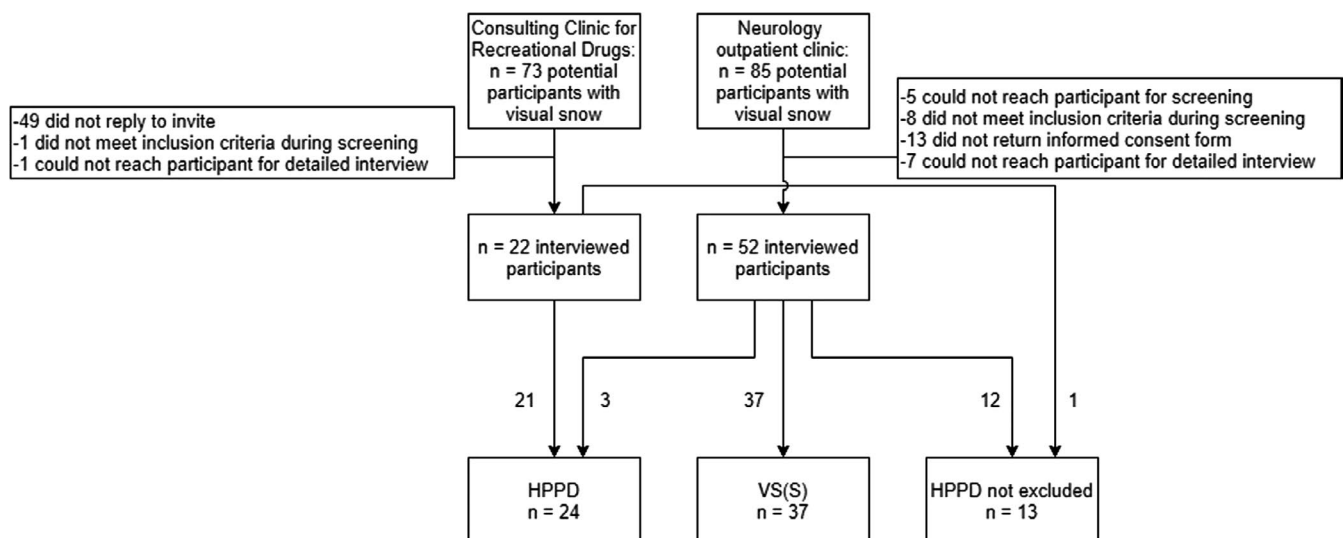 Consulting Clinic for
Recreational Drugs:
n = 73 potential
participants with
visual snow
Neurology
outpatient clinic:
n = 85 potential
participants with
visual snow
-49 did not reply to invite
-1 did not meet inclusion criteria during screening
-1 could not reach participant for detailed interview
-5 could not reach participant for screening
-8 did not meet inclusion criteria during screening
-13 did not return informed consent form
-7 could not reach participant for detailed interview
n = 22 interviewed
participants
n = 52 interviewed
participants
21
3
37
12
1
HPPD
n = 24
VS(S)
n = 37
HPPD not excluded
n = 13